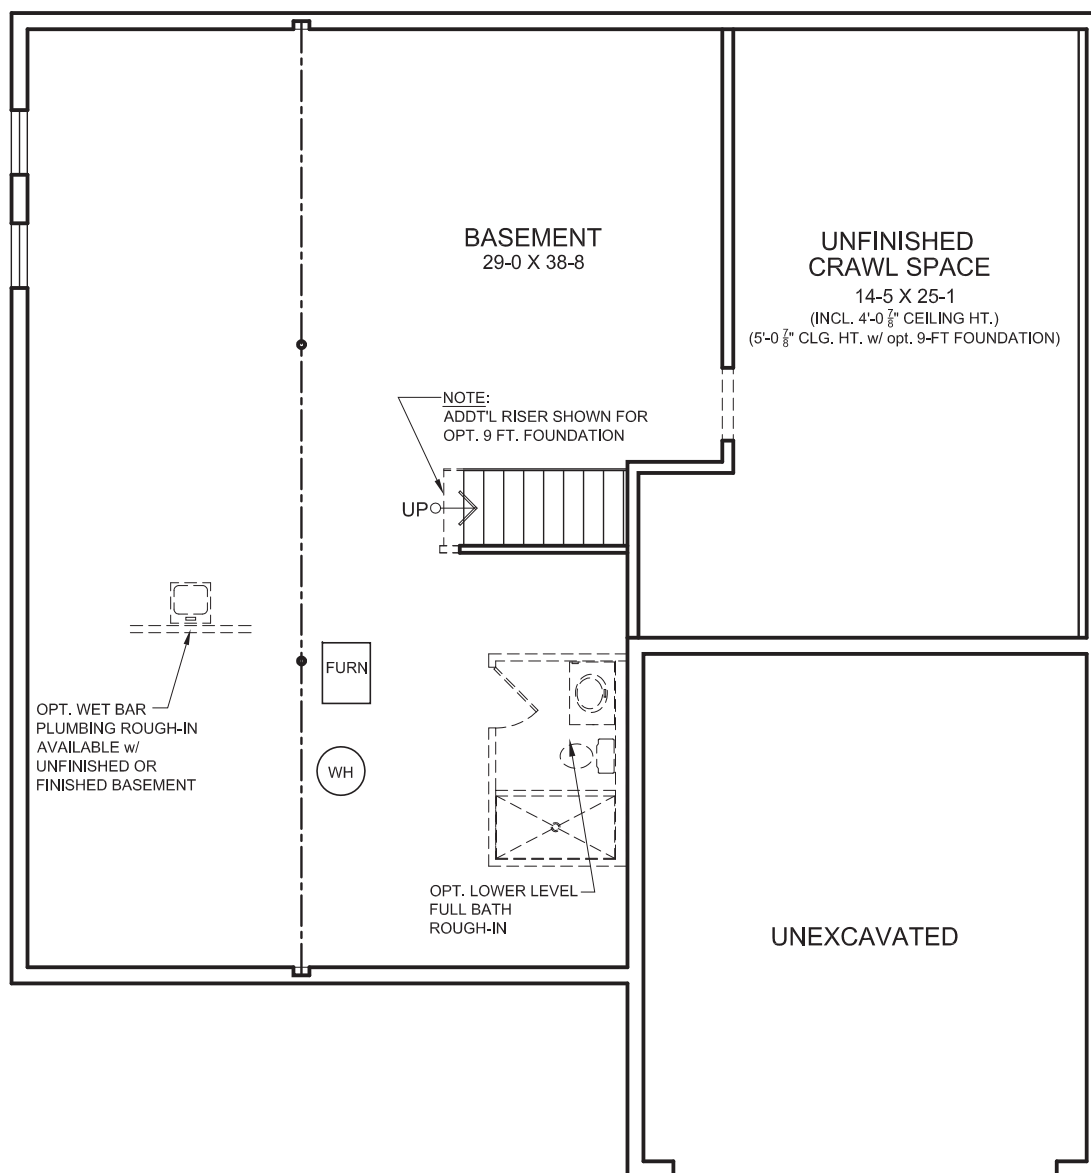 BASEMENT
29-0 X 38-8
UNFINISHED
CRAWL SPACE
14-5 X 25-1
(INCL. 4'-0 7/8" CEILING HT.)
(5'-0 7/8" CLG. HT. w/ opt. 9-FT FOUNDATION)
NOTE:
ADDT'L RISER SHOWN FOR
OPT. 9 FT. FOUNDATION
UP
FURN
OPT. WET BAR
PLUMBING ROUGH-IN
AVAILABLE w/
UNFINISHED OR
FINISHED BASEMENT
WH
OPT. LOWER LEVEL
FULL BATH
ROUGH-IN
UNEXCAVATED